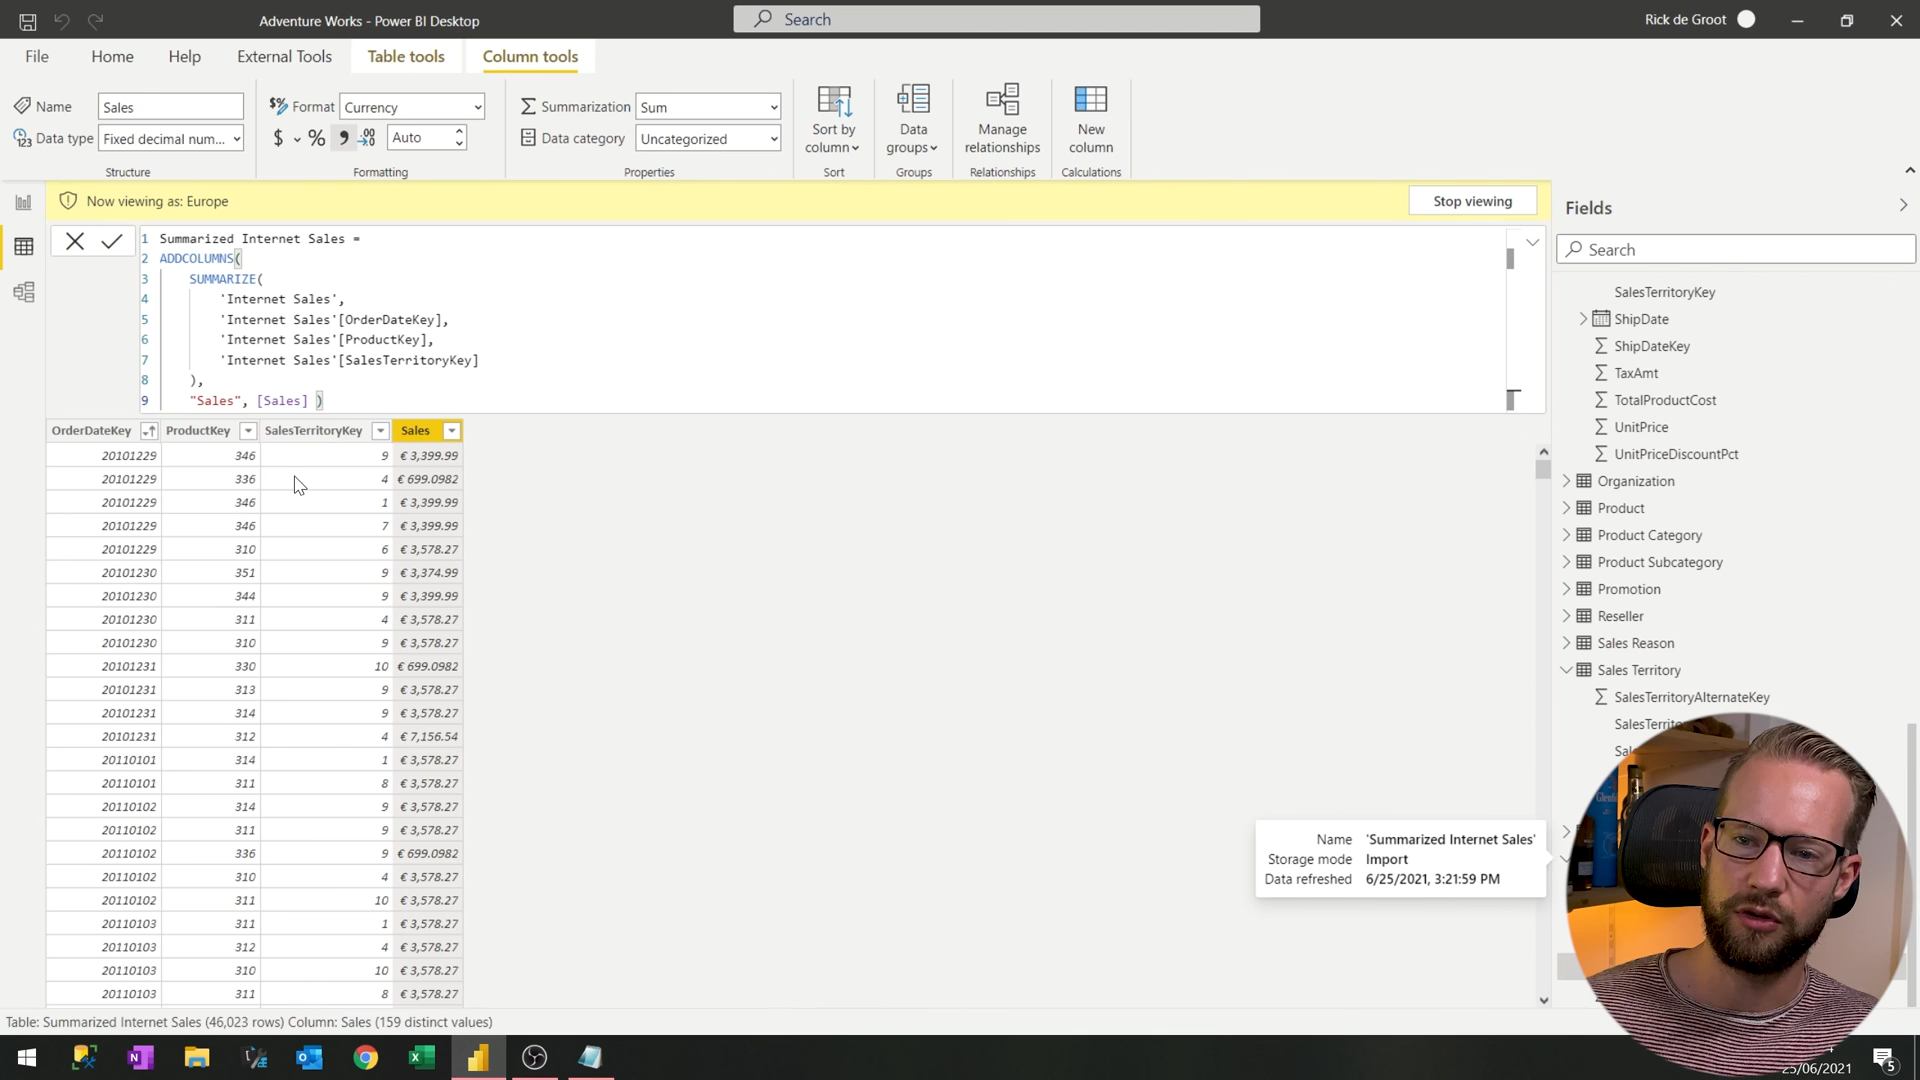 Adventure Works - Power BI Desktop
Search
Rick de Groot
File
Home
Help
External Tools
Table tools
Column tools
Name
Sales
Format
Currency
Summarization
Sum
Data type
Fixed decimal num...
$
%
Auto
Data category
Uncategorized
Sort by
column
Data
groups
Manage
relationships
New
column
Structure
Formatting
Properties
Sort
Groups
Relationships
Calculations
Now viewing as: Europe
Stop viewing
1 Summarized Internet Sales =
2 ADDCOLUMNS(
3 SUMMARIZE(
4 'Internet Sales',
5 'Internet Sales'[OrderDateKey],
6 'Internet Sales'[ProductKey],
7 'Internet Sales'[SalesTerritoryKey]
8 ),
9 "Sales", [Sales] )
OrderDateKey ProductKey SalesTerritoryKey Sales
20101229 346 9 € 3,399.99
20101229 336 4 € 699.0982
20101229 346 1 € 3,399.99
20101229 346 7 € 3,399.99
20101229 310 6 € 3,578.27
20101230 351 9 € 3,374.99
20101230 344 9 € 3,399.99
20101230 311 4 € 3,578.27
20101230 310 9 € 3,578.27
20101231 330 10 € 699.0982
20101231 313 9 € 3,578.27
20101231 314 9 € 3,578.27
20101231 312 4 € 7,156.54
20110101 314 1 € 3,578.27
20110101 311 8 € 3,578.27
20110102 314 9 € 3,578.27
20110102 311 9 € 3,578.27
20110102 336 9 € 699.0982
20110102 310 4 € 3,578.27
20110102 311 10 € 3,578.27
20110103 311 1 € 3,578.27
20110103 312 4 € 3,578.27
20110103 310 10 € 3,578.27
20110103 311 8 € 3,578.27
Table: Summarized Internet Sales (46,023 rows) Column: Sales (159 distinct values)
Fields
Search
SalesTerritoryKey
ShipDate
ShipDateKey
TaxAmt
TotalProductCost
UnitPrice
UnitPriceDiscountPct
Organization
Product
Product Category
Product Subcategory
Promotion
Reseller
Sales Reason
Sales Territory
SalesTerritoryAlternateKey
Name 'Summarized Internet Sales'
Storage mode Import
Data refreshed 6/25/2021, 3:21:59 PM
25/06/2021
5